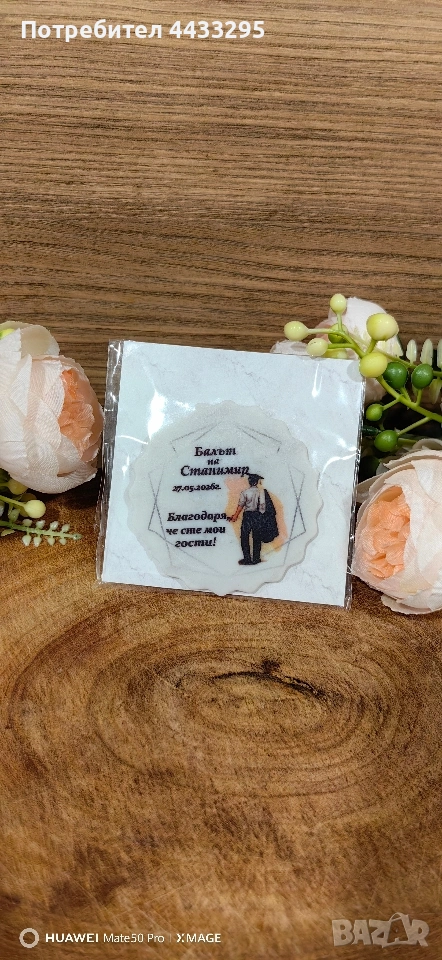 Потребител 4433295
Балът
на
Станимир
27.05.2026г.
Благодаря,
че сте мои
гости!
HUAWEI Mate50 Pro | XMAGE
BAZAR